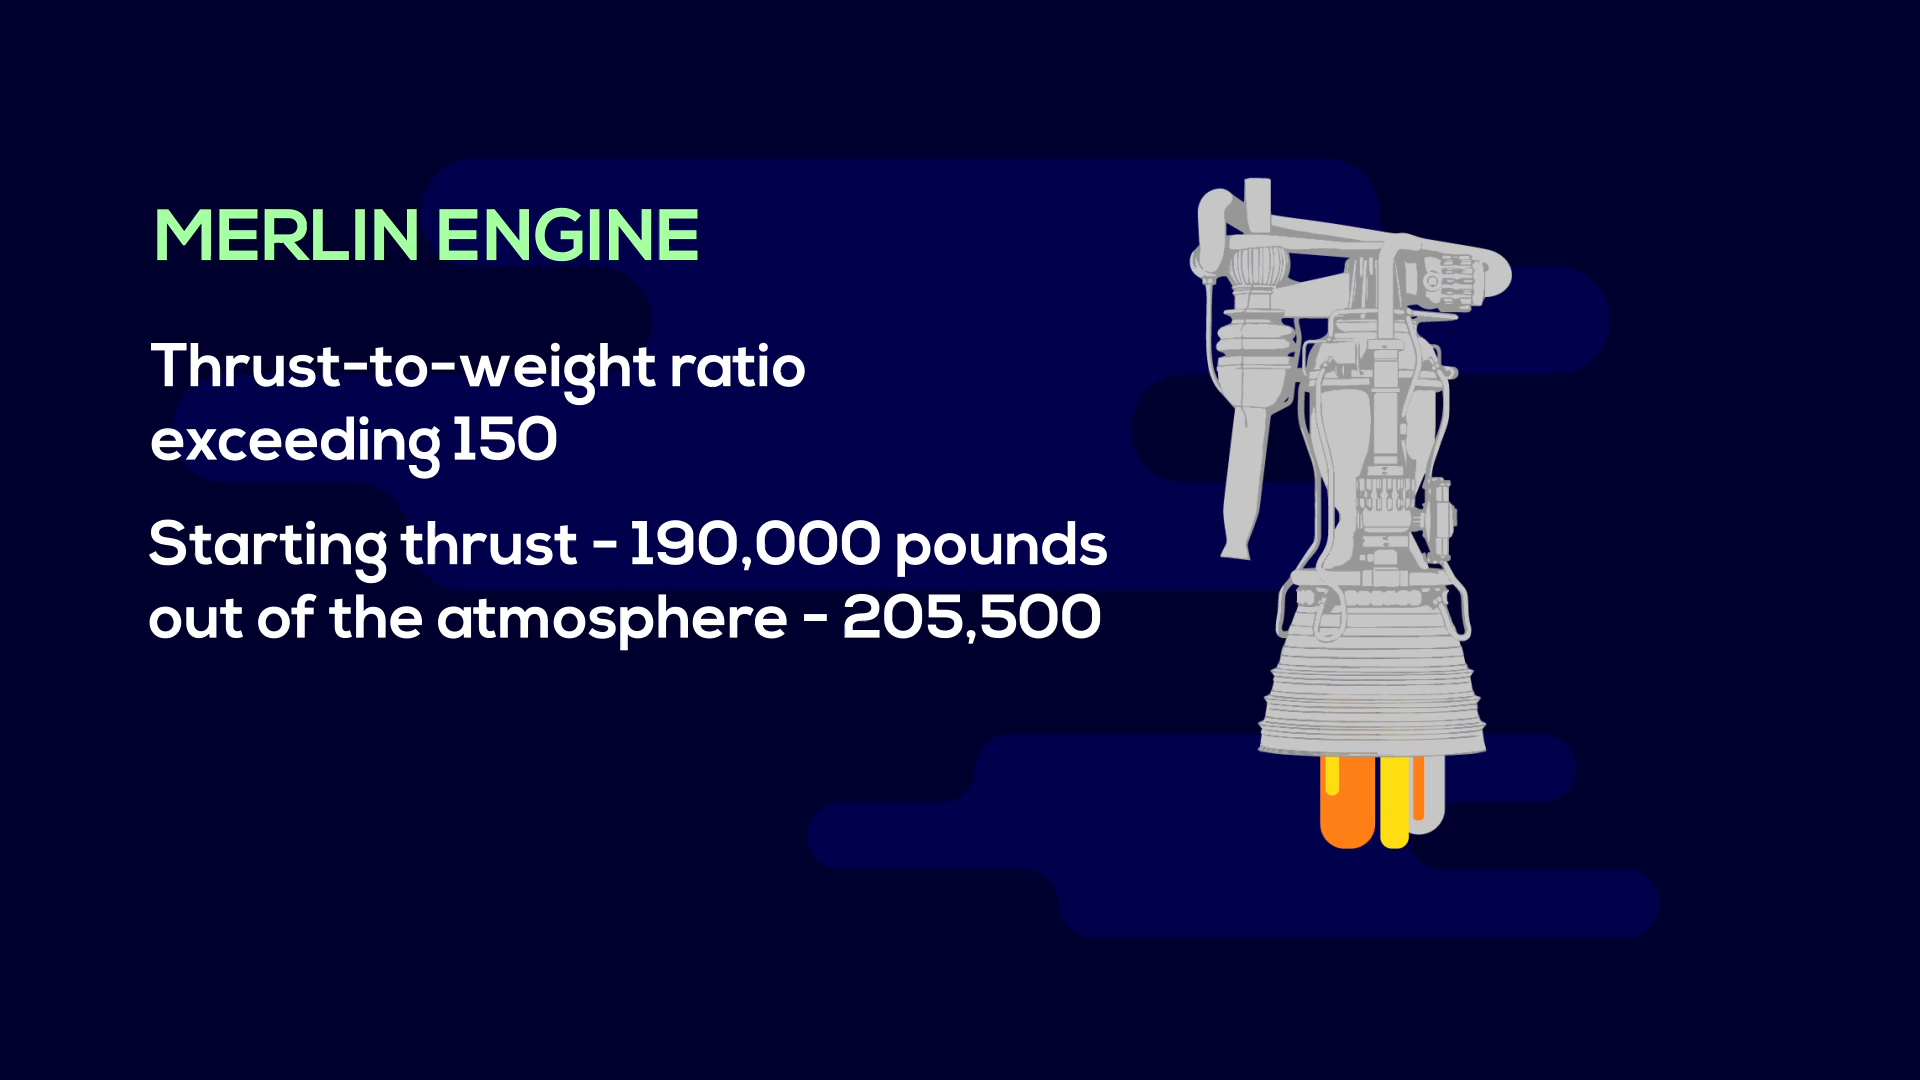 MERLIN ENGINE
Thrust-to-weight ratio
exceeding 150
Starting thrust - 190,000 pounds
out of the atmosphere - 205,500